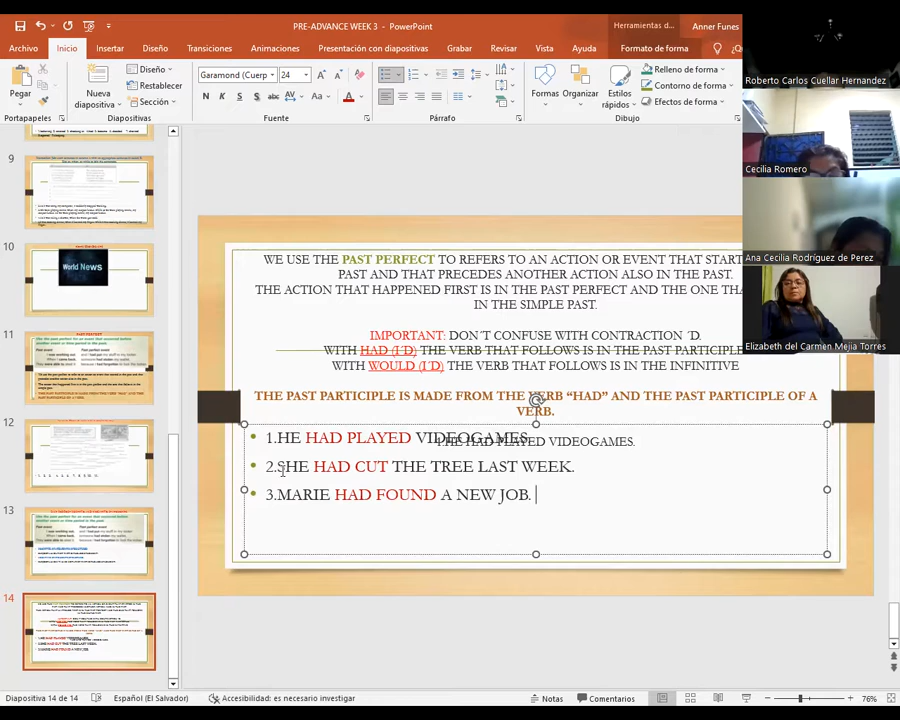 PRE-ADVANCE WEEK 3 - PowerPoint
Herramientas d...
Anner Funes
Archivo
Inicio
Insertar
Diseño
Transiciones
Animaciones
Presentación con diapositivas
Grabar
Revisar
Vista
Ayuda
Formato de forma
Pegar
Portapapeles
Nueva
diapositiva
Diseño
Restablecer
Sección
Diapositivas
Garamond (Cuerp
24
N
K
S
Fuente
Párrafo
Formas
Organizar
Estilos
rápidos
Relleno de forma
Contorno de forma
Efectos de forma
Dibujo
Roberto Carlos Cuellar Hernandez
Cecilia Romero
Ana Cecilia Rodríguez de Perez
Elizabeth del Carmen Mejia Torres
9
10
World News
11
12
13
14
WE USE THE PAST PERFECT TO REFERS TO AN ACTION OR EVENT THAT START
PAST AND THAT PRECEDES ANOTHER ACTION ALSO IN THE PAST.
THE ACTION THAT HAPPENED FIRST IS IN THE PAST PERFECT AND THE ONE THA
IN THE SIMPLE PAST.
IMPORTANT: DON´T CONFUSE WITH CONTRACTION ´D.
WITH HAD (I´D) THE VERB THAT FOLLOWS IS IN THE PAST PARTICIPLE
WITH WOULD (I´D) THE VERB THAT FOLLOWS IS IN THE INFINITIVE
THE PAST PARTICIPLE IS MADE FROM THE VERB “HAD” AND THE PAST PARTICIPLE OF A
VERB.
1.HE HAD PLAYED VIDEOGAMES.
HE HAD PLAYED VIDEOGAMES.
2.SHE HAD CUT THE TREE LAST WEEK.
3.MARIE HAD FOUND A NEW JOB.
Diapositiva 14 de 14
Español (El Salvador)
Accesibilidad: es necesario investigar
Notas
Comentarios
76%